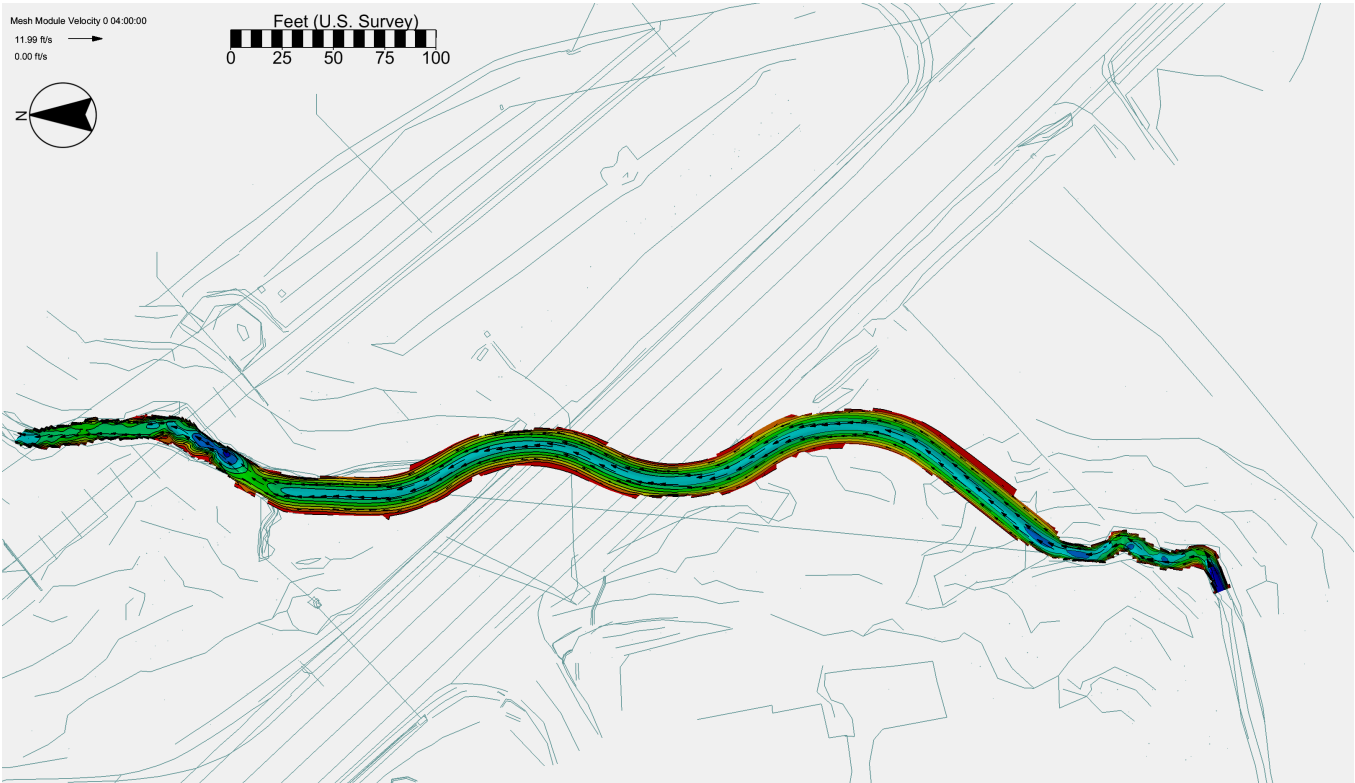 Mesh Module Velocity 0 04:00:00
11.99 ft/s
0.00 ft/s
Feet (U.S. Survey)
0 25 50 75 100
N